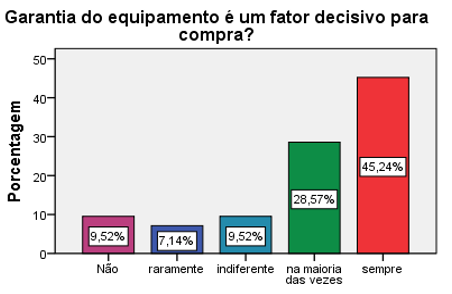 Garantia do equipamento é um fator decisivo para
compra?
Porcentagem
50
40
30
20
10
0
9,52%
7,14%
9,52%
28,57%
45,24%
Não
raramente
indiferente
na maioria
das vezes
sempre